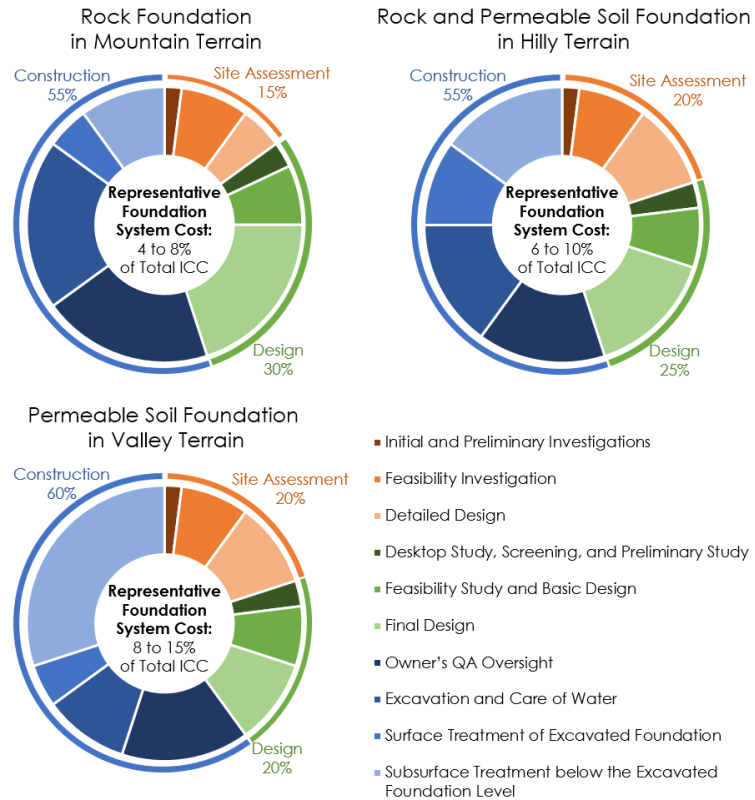 Rock Foundation
in Mountain Terrain
Construction
55%
Site Assessment
15%
Representative
Foundation
System Cost:
4 to 8%
of Total ICC
Design
30%
Rock and Permeable Soil Foundation
in Hilly Terrain
Construction
55%
Site Assessment
20%
Representative
Foundation
System Cost:
6 to 10%
of Total ICC
Design
25%
Permeable Soil Foundation
in Valley Terrain
Construction
60%
Site Assessment
20%
Representative
Foundation
System Cost:
8 to 15%
of Total ICC
Design
20%
Initial and Preliminary Investigations
Feasibility Investigation
Detailed Design
Desktop Study, Screening, and Preliminary Study
Feasibility Study and Basic Design
Final Design
Owner's QA Oversight
Excavation and Care of Water
Surface Treatment of Excavated Foundation
Subsurface Treatment below the Excavated
Foundation Level